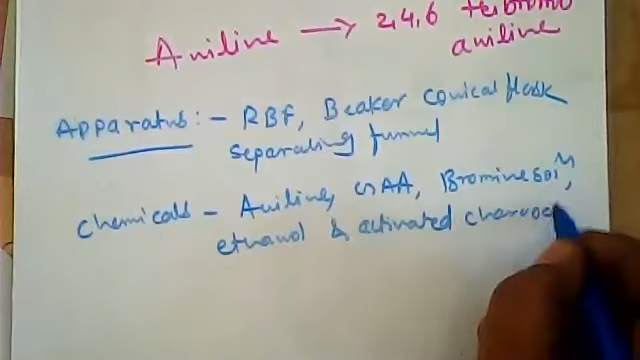 Aniline → 2,4,6 tribromo
aniline
Apparatus:- RBF, Beaker conical flask
separating funnel
Chemicals - Aniline, GAA, Bromine solⁿ,
ethanol & activated charcoa